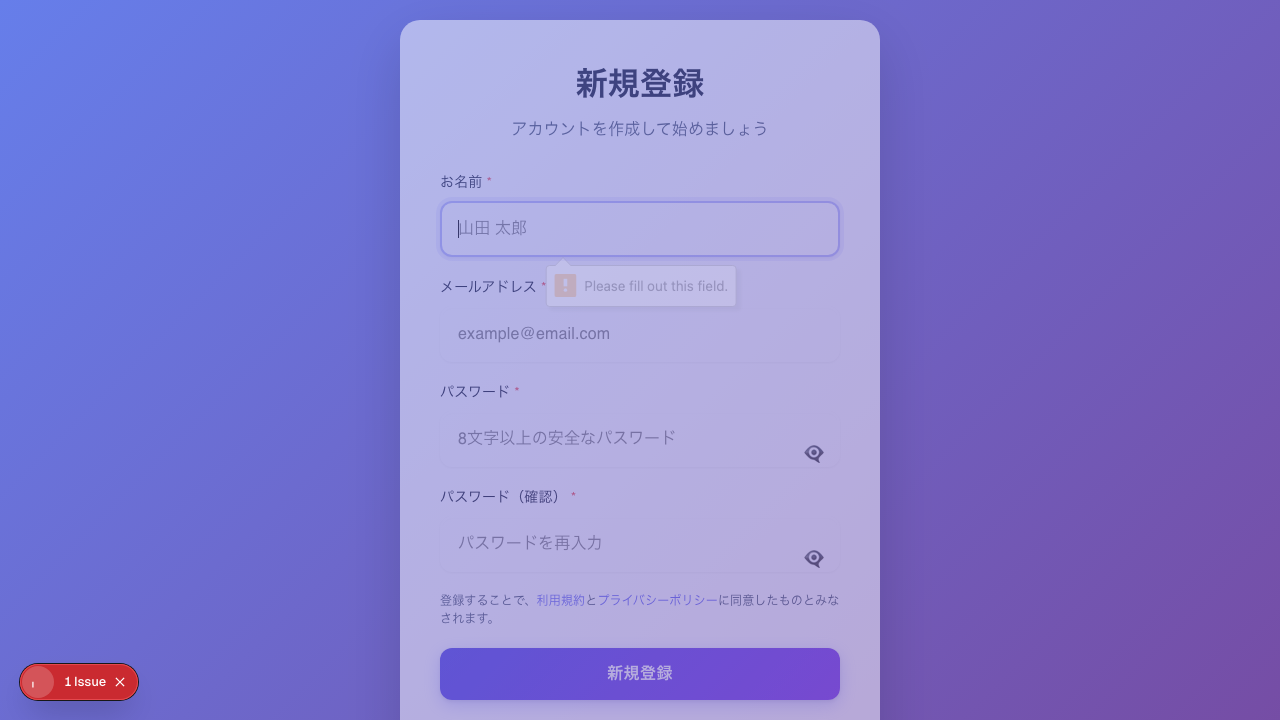 新規登録
アカウントを作成して始めましょう
お名前 *
山田 太郎
メールアドレス *
Please fill out this field.
example@email.com
パスワード *
8文字以上の安全なパスワード
パスワード（確認） *
パスワードを再入力
登録することで、利用規約とプライバシーポリシーに同意したものとみな
されます。
新規登録
1 Issue